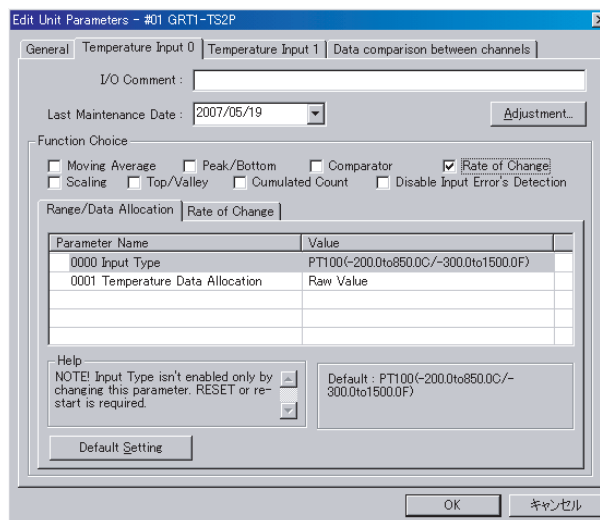 Edit Unit Parameters - #01 GRT1-TS2P
General Temperature Input 0 Temperature Input 1 Data comparison between channels
I/O Comment :
Last Maintenance Date : 2007/05/19 Adjustment...
Function Choice
Moving Average Peak/Bottom Comparator Rate of Change
Scaling Top/Valley Cumulated Count Disable Input Error's Detection
Range/Data Allocation Rate of Change
Parameter Name Value
0000 Input Type PT100(-200.0to850.0C/-300.0to1500.0F)
0001 Temperature Data Allocation Raw Value
Help
NOTE! Input Type isn't enabled only by
changing this parameter. RESET or re-
start is required.
Default : PT100(-200.0to850.0C/-
300.0to1500.0F)
Default Setting
OK キャンセル